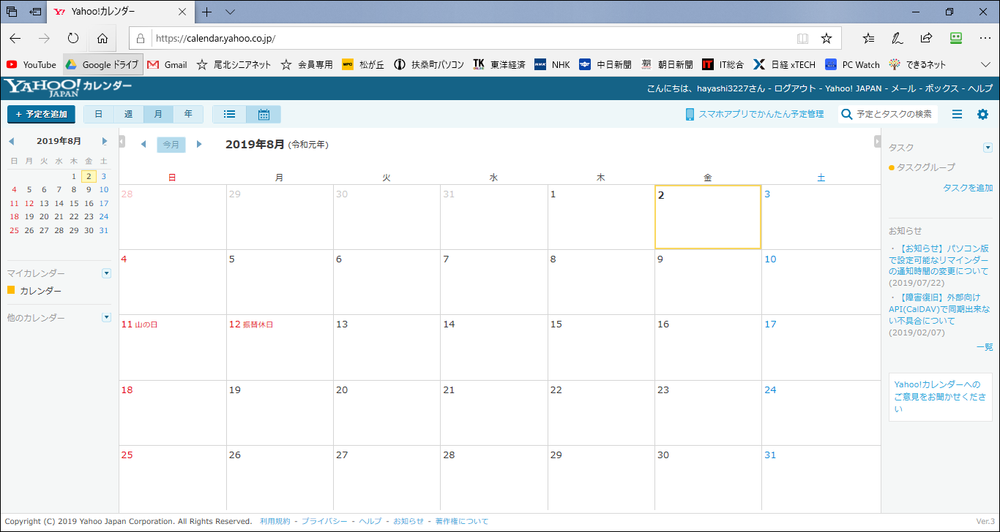 Yahoo!カレンダー
https://calendar.yahoo.co.jp/
YouTube Google ドライブ Gmail 尾北シニアネット 会員専用 松が丘 扶桑町パソコン 東洋経済 NHK 中日新聞 朝日新聞 IT総合 日経 xTECH PC Watch できるネット
YAHOO! JAPAN カレンダー
こんにちは、hayashi3227さん - ログアウト - Yahoo! JAPAN - メール - ボックス - ヘルプ
+ 予定を追加 日 週 月 年 スマホアプリでかんたん予定管理 予定とタスクの検索
2019年8月
日 月 火 水 木 金 土
1 2 3
4 5 6 7 8 9 10
11 12 13 14 15 16 17
18 19 20 21 22 23 24
25 26 27 28 29 30 31
マイカレンダー
カレンダー
他のカレンダー
今月 2019年8月 (令和元年)
日 月 火 水 木 金 土
28 29 30 31 1 2 3
4 5 6 7 8 9 10
11 山の日 12 振替休日 13 14 15 16 17
18 19 20 21 22 23 24
25 26 27 28 29 30 31
タスク
タスクグループ
タスクを追加
お知らせ
・【お知らせ】パソコン版
で設定可能なリマインダー
の通知時間の変更について
(2019/07/22)
・【障害復旧】外部向け
API(CalDAV)で同期出来な
い不具合について
(2019/02/07)
一覧
Yahoo!カレンダーへの
ご意見をお聞かせくださ
い
Copyright (C) 2019 Yahoo Japan Corporation. All Rights Reserved. 利用規約 - プライバシー - ヘルプ - お知らせ - 著作権について Ver.3